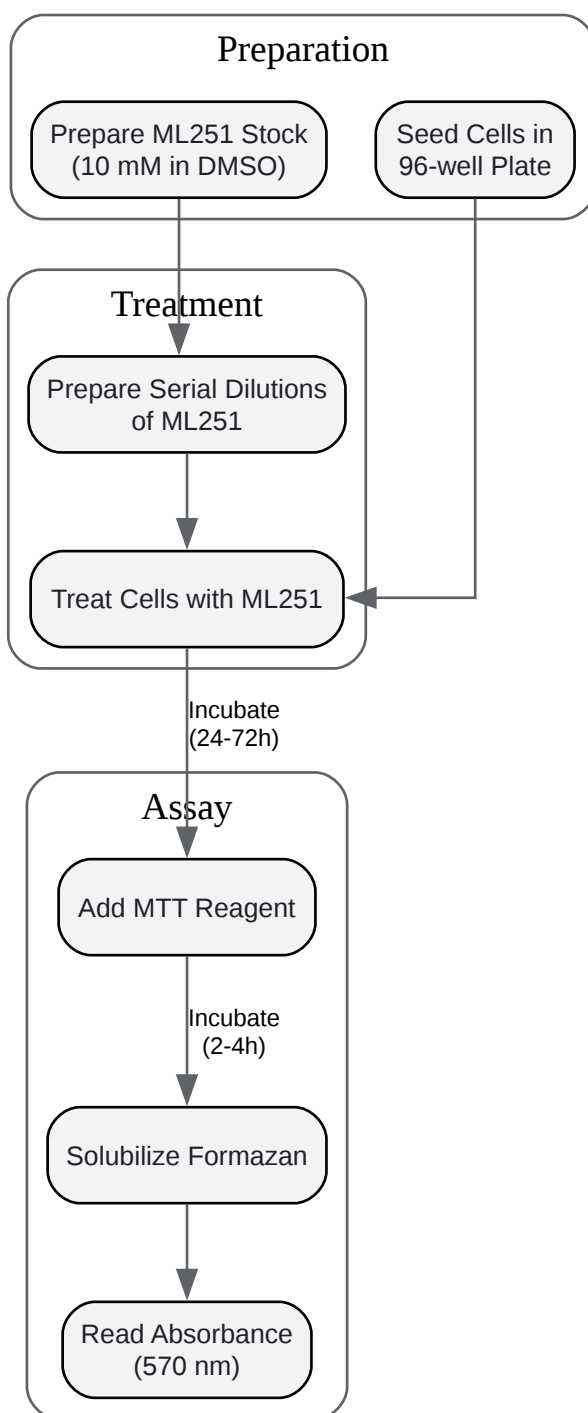 Preparation
Prepare ML251 Stock
(10 mM in DMSO)
Seed Cells in
96-well Plate
Treatment
Prepare Serial Dilutions
of ML251
Treat Cells with ML251
Incubate
(24-72h)
Assay
Add MTT Reagent
Incubate
(2-4h)
Solubilize Formazan
Read Absorbance
(570 nm)